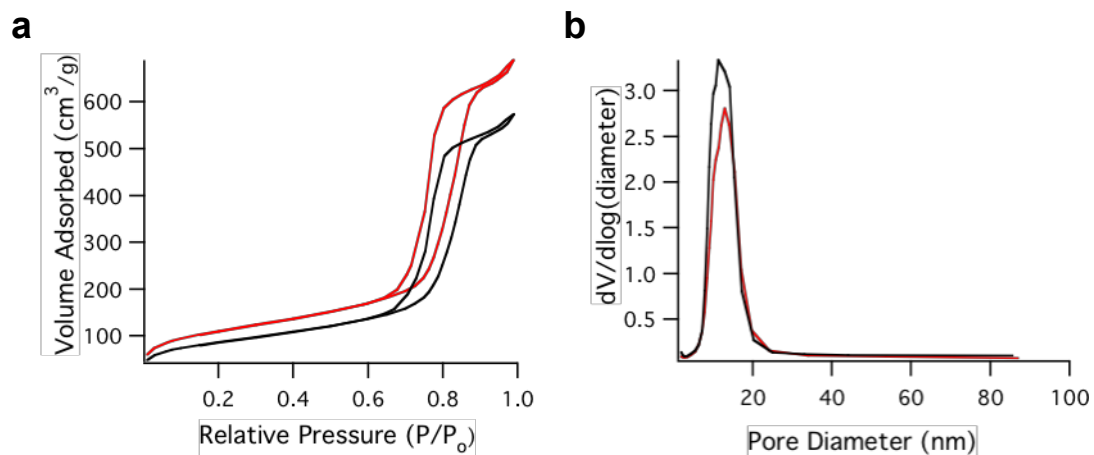 a
Volume Adsorbed (cm³/g)
600
500
400
300
200
100
0.2 0.4 0.6 0.8 1.0
Relative Pressure (P/Pₒ)
b
dV/dlog(diameter)
3.0
2.5
2.0
1.5
1.0
0.5
20 40 60 80 100
Pore Diameter (nm)